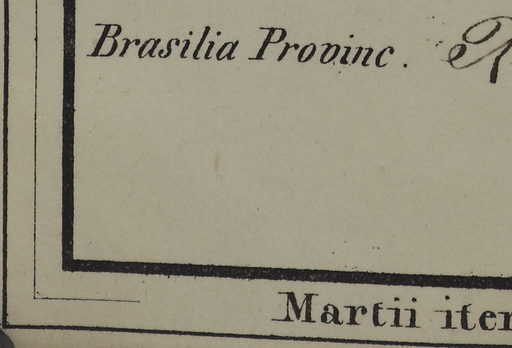 Brasilia Provinc.
Martii iter